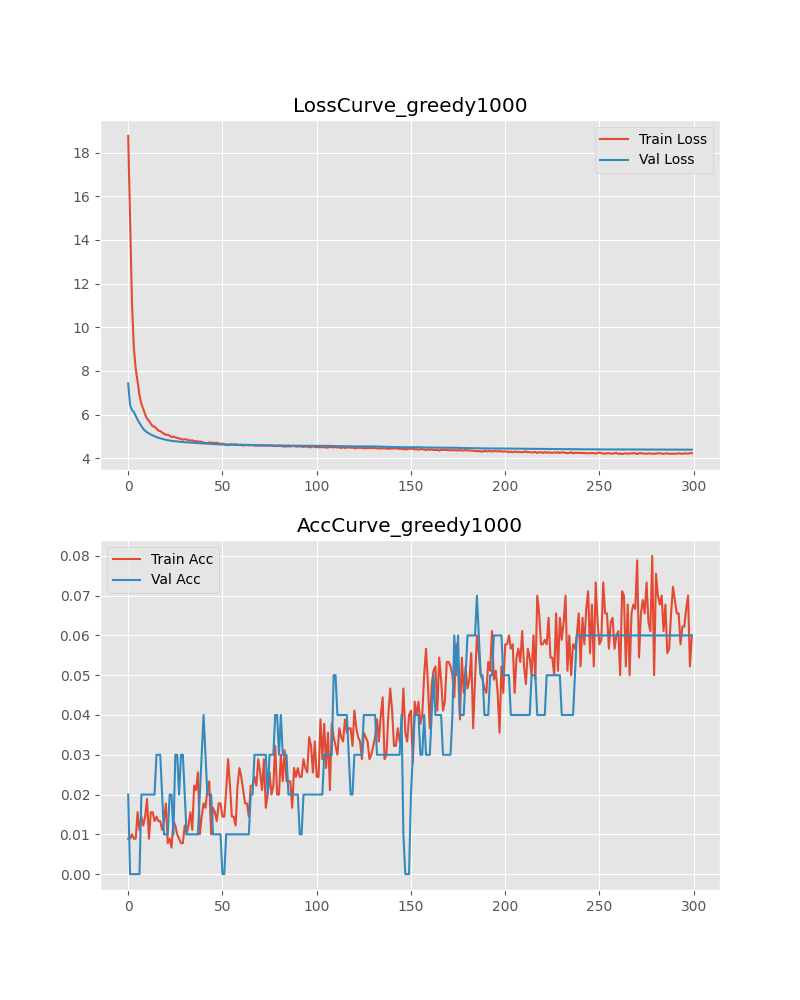 LossCurve_greedy1000
Train Loss
Val Loss
18
16
14
12
10
8
6
4
0 50 100 150 200 250 300
AccCurve_greedy1000
Train Acc
Val Acc
0.08
0.07
0.06
0.05
0.04
0.03
0.02
0.01
0.00
0 50 100 150 200 250 300